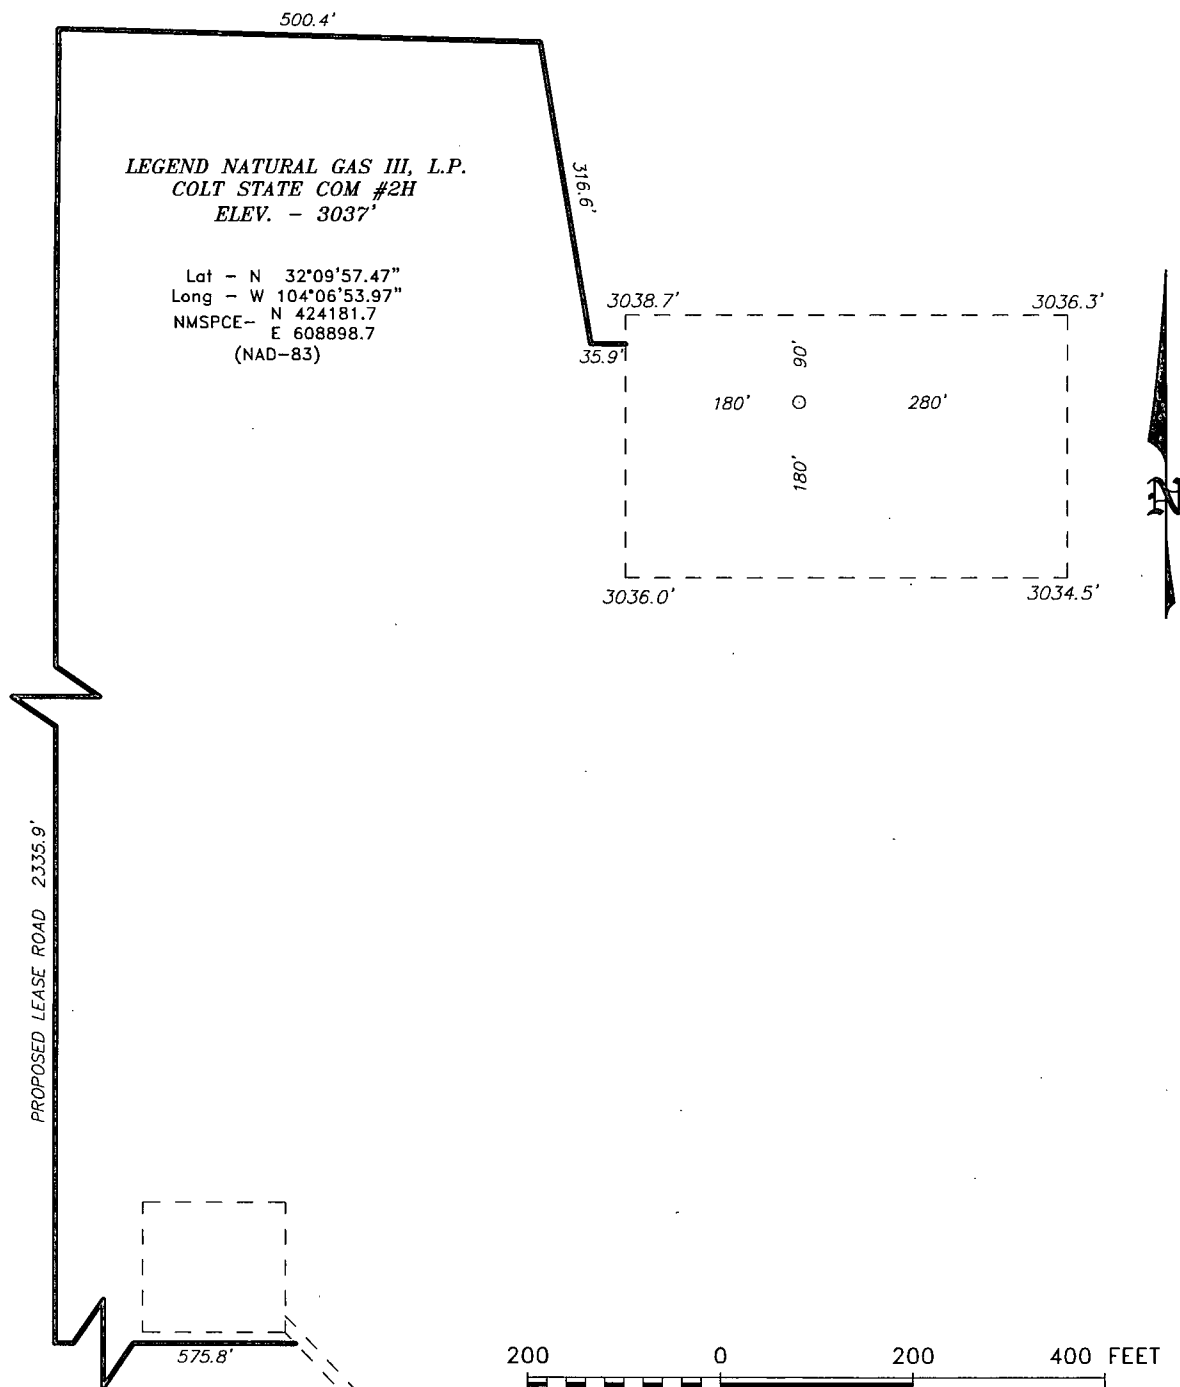 500.4'
LEGEND NATURAL GAS III, L.P.
COLT STATE COM #2H
ELEV. - 3037'
316.6'
Lat - N 32°09'57.47"
Long - W 104°06'53.97"
NMSPCE- N 424181.7
E 608898.7
(NAD-83)
3038.7'
3036.3'
35.9'
90'
180'
280'
180'
N
3036.0'
3034.5'
PROPOSED LEASE ROAD 2335.9'
575.8'
200 0 200 400 FEET